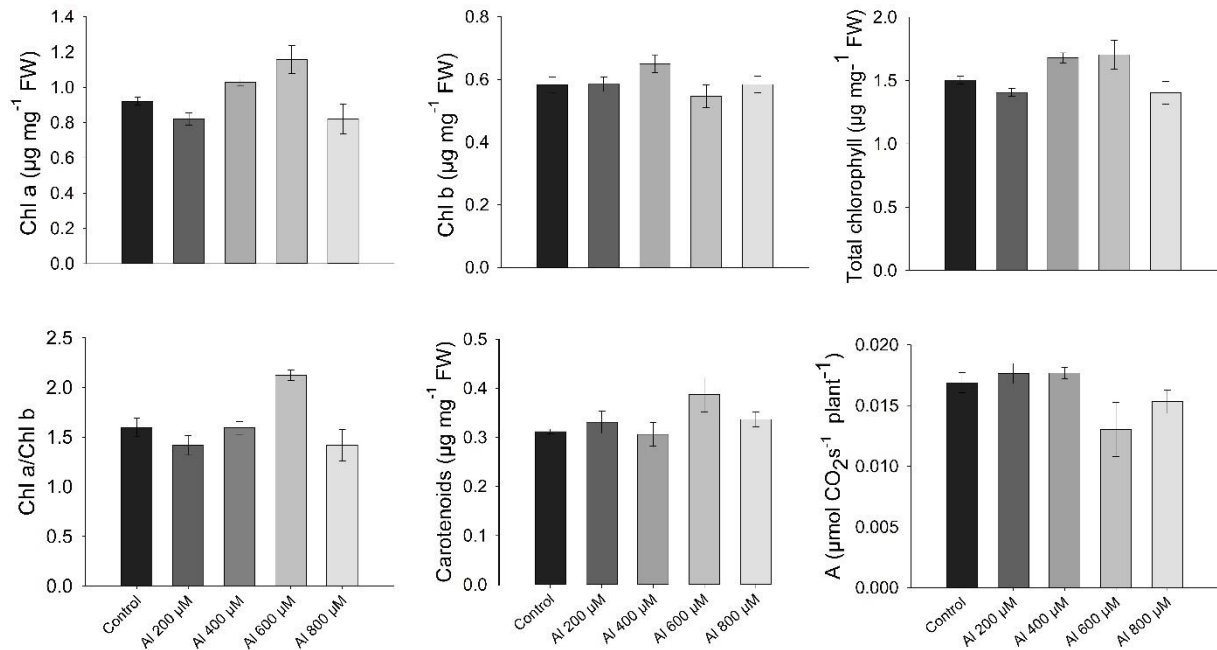 Chl a (µg mg⁻¹ FW)
1.4
1.2
1.0
0.8
0.6
0.4
0.2
0.0
Chl b (µg mg⁻¹ FW)
0.8
0.6
0.4
0.2
0.0
Total chlorophyll (µg mg-¹ FW)
2.0
1.5
1.0
0.5
0.0
Chl a/Chl b
2.5
2.0
1.5
1.0
0.5
0.0
Control
Al 200 µM
Al 400 µM
Al 600 µM
Al 800 µM
Carotenoids (µg mg⁻¹ FW)
0.5
0.4
0.3
0.2
0.1
0.0
Control
Al 200 µM
Al 400 µM
Al 600 µM
Al 800 µM
A (µmol CO₂s⁻¹ plant⁻¹)
0.020
0.015
0.010
0.005
0.000
Control
Al 200 µM
Al 400 µM
Al 600 µM
Al 800 µM